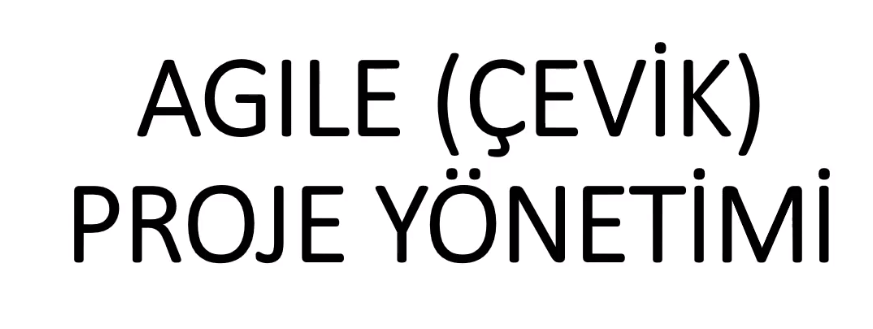 AGILE (ÇEVİK)
PROJE YÖNETİMİ